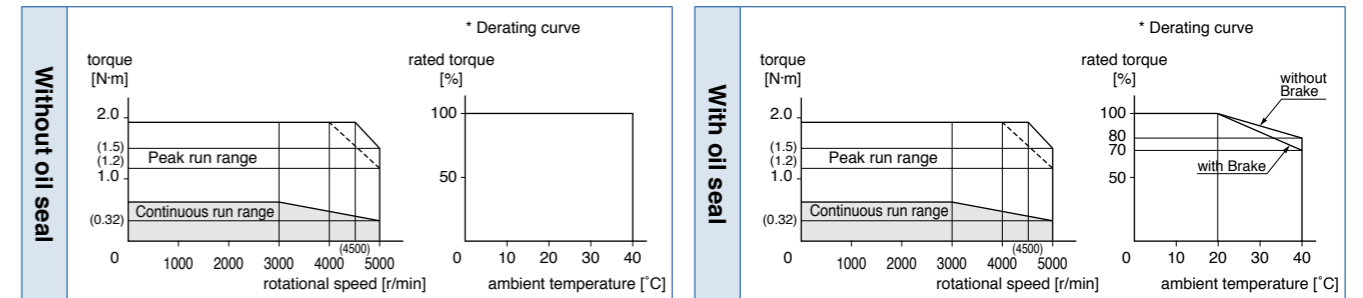 Without oil seal
* Derating curve
torque
[N·m]
2.0
(1.5)
(1.2)
1.0
(0.32)
0
Peak run range
Continuous run range
1000 2000 3000 4000 (4500) 5000
rotational speed [r/min]
rated torque
[%]
100
50
0 10 20 30 40
ambient temperature [˚C]
With oil seal
* Derating curve
torque
[N·m]
2.0
(1.5)
(1.2)
1.0
(0.32)
0
Peak run range
Continuous run range
1000 2000 3000 4000 (4500) 5000
rotational speed [r/min]
rated torque
[%]
without
Brake
100
80
70
50
with Brake
0 10 20 30 40
ambient temperature [˚C]